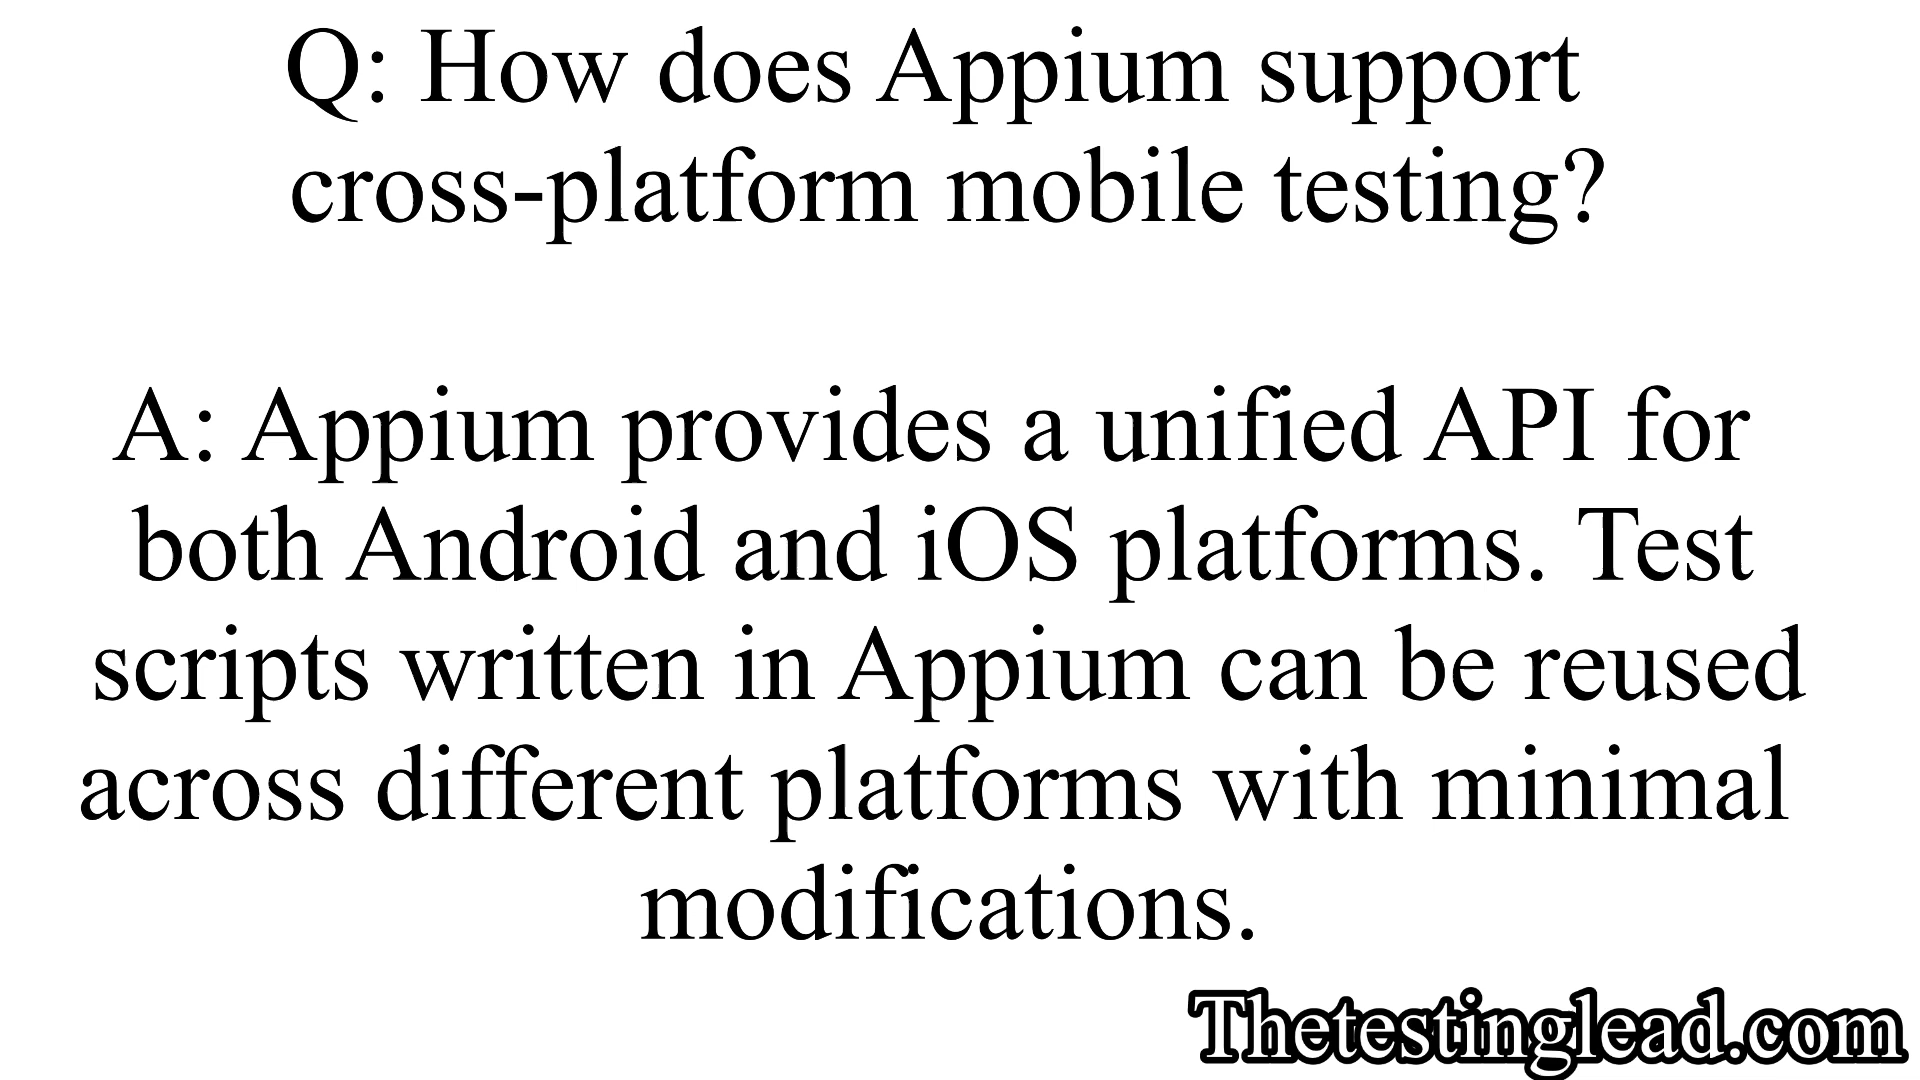 Q: How does Appium support
cross-platform mobile testing?
A: Appium provides a unified API for
both Android and iOS platforms. Test
scripts written in Appium can be reused
across different platforms with minimal
modifications.
Thetestinglead.com